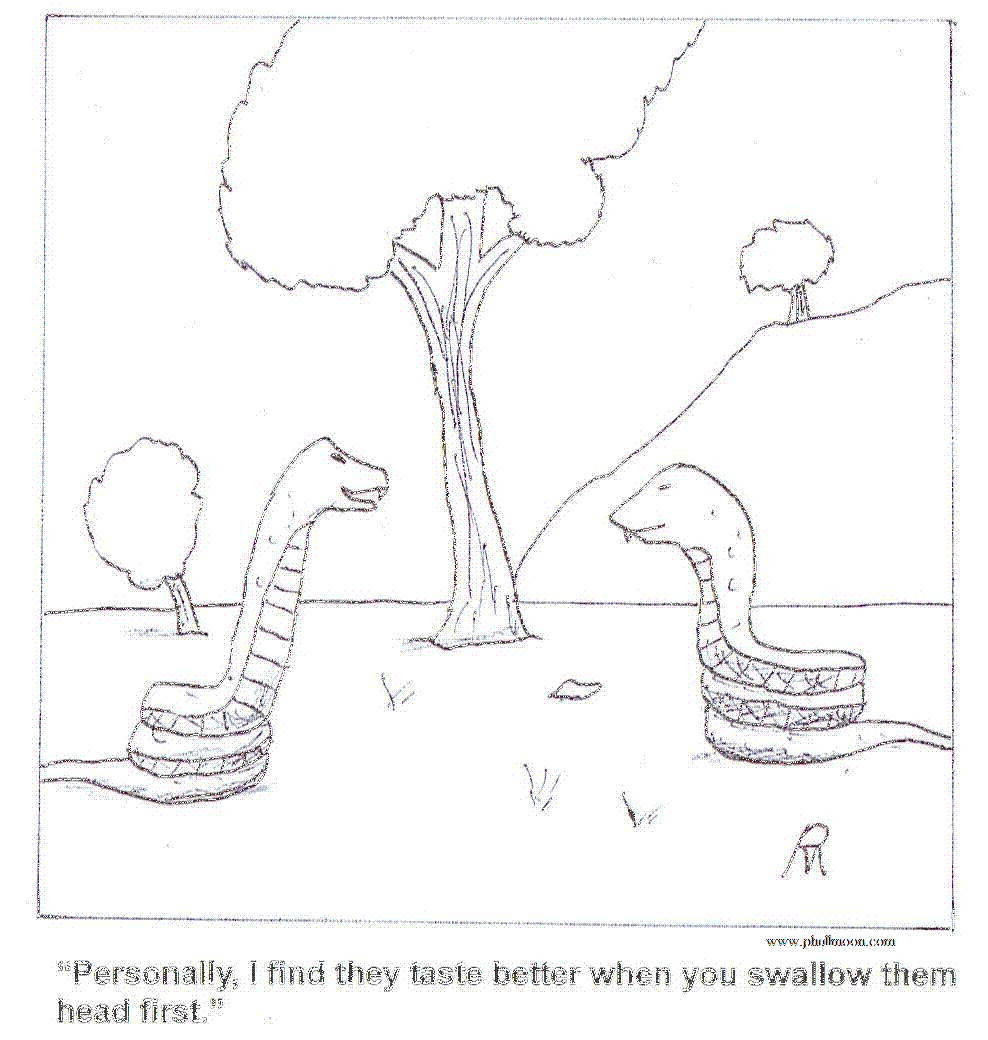 www.phullmoon.com
“Personally, I find they taste better when you swallow them
head first.”